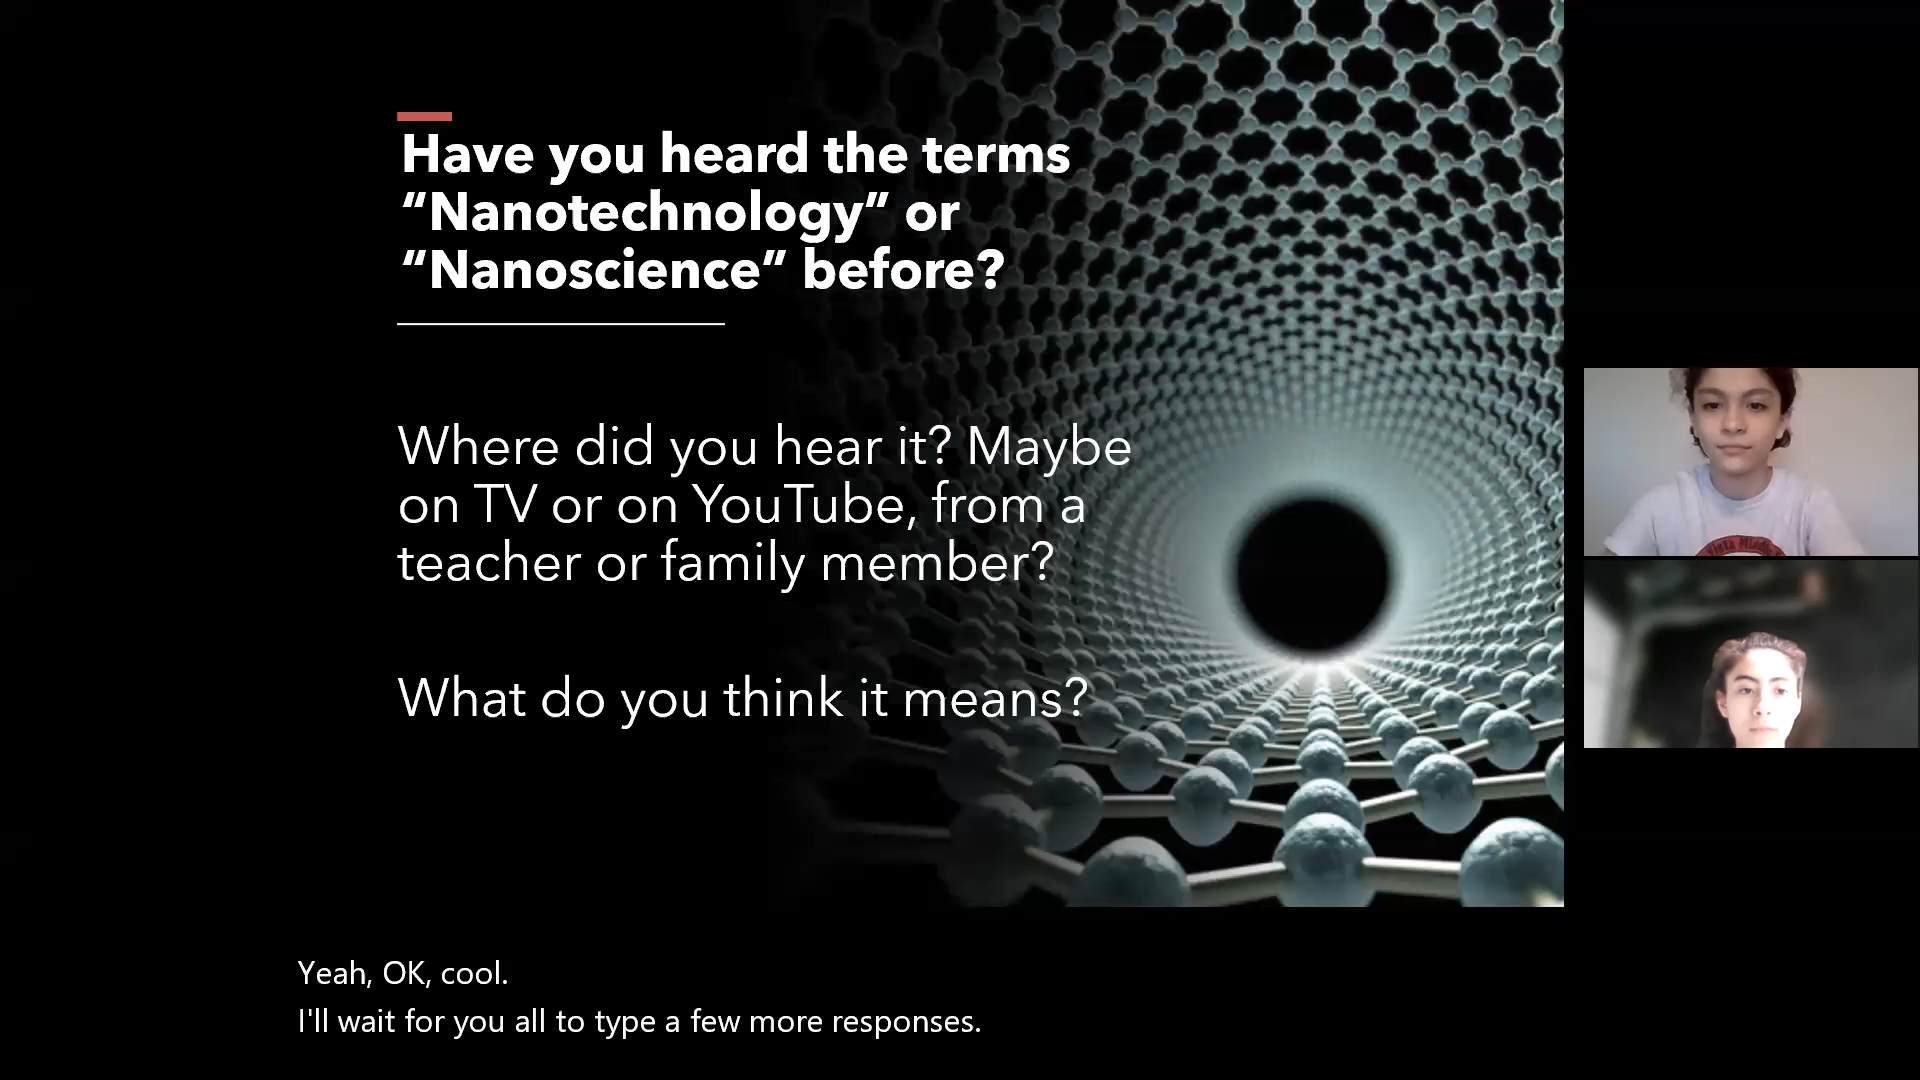 Have you heard the terms
“Nanotechnology” or
“Nanoscience” before?
Where did you hear it? Maybe
on TV or on YouTube, from a
teacher or family member?
What do you think it means?
Yeah, OK, cool.
I'll wait for you all to type a few more responses.